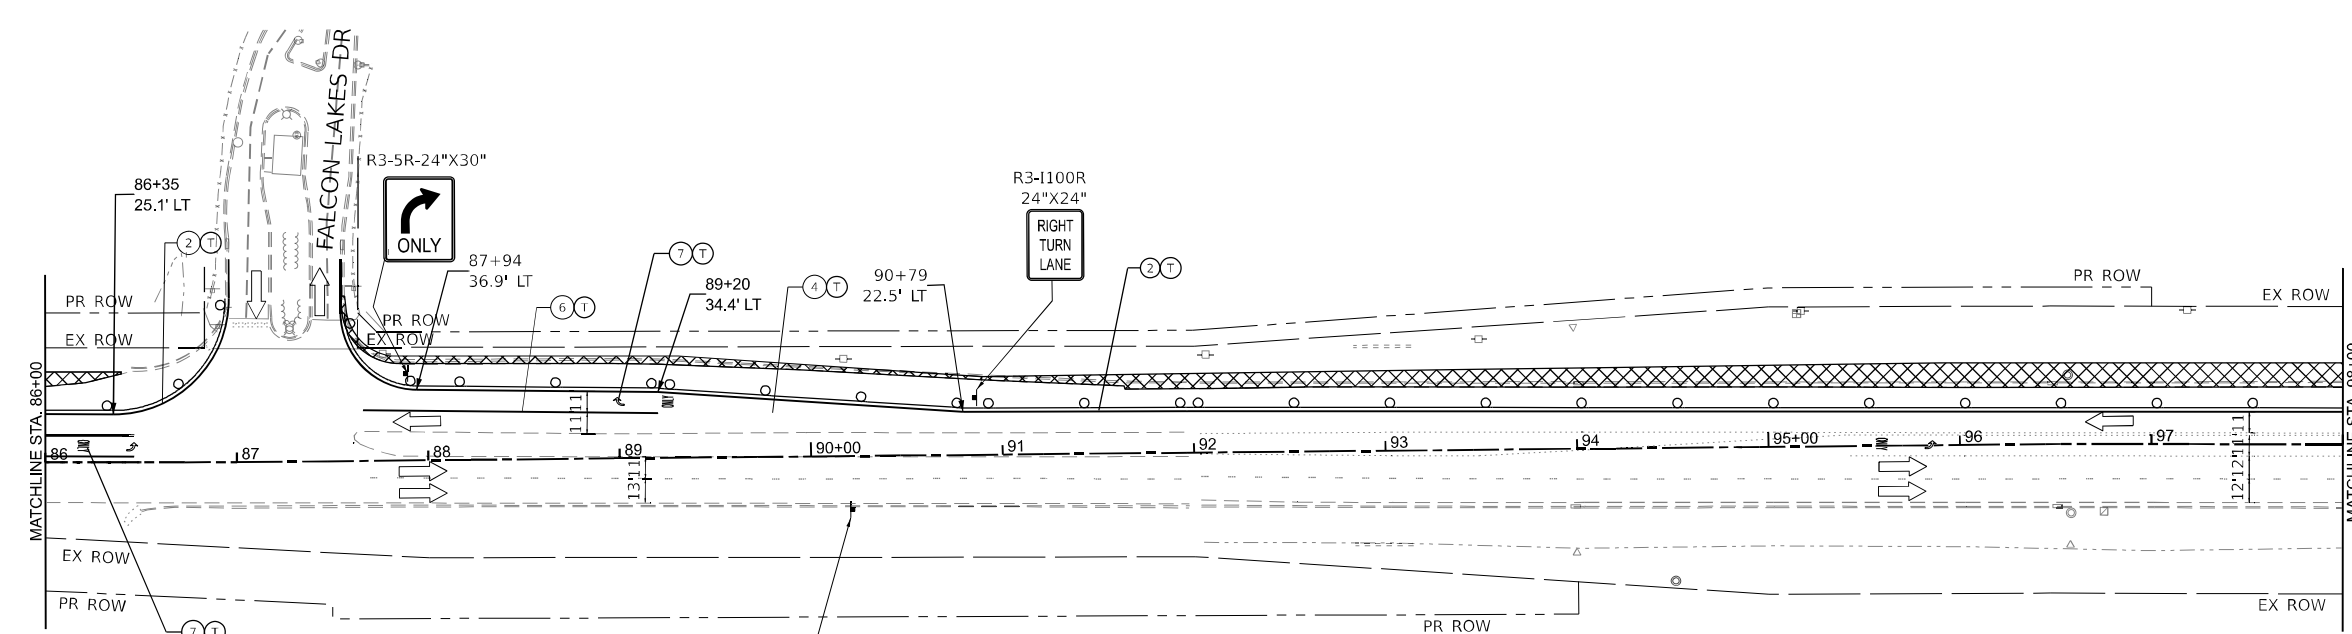 FALCON LAKES DR
R3-5R-24"X30"
ONLY
86+35
25.1' LT
2 T
87+94
36.9' LT
7 T
89+20
34.4' LT
6 T
4 T
90+79
22.5' LT
R3-I100R
24"X24"
RIGHT
TURN
LANE
2 T
PR ROW
EX ROW
PR ROW
EX ROW
PR ROW
EX ROW
MATCHLINE STA. 86+00
ONLY
ONLY
ONLY
11'
11'
86
87
88
89
90+00
91
92
93
94
95+00
96
97
13'
11'
12'
12'
11'
11'
EX ROW
PR ROW
7 T
PR ROW
EX ROW